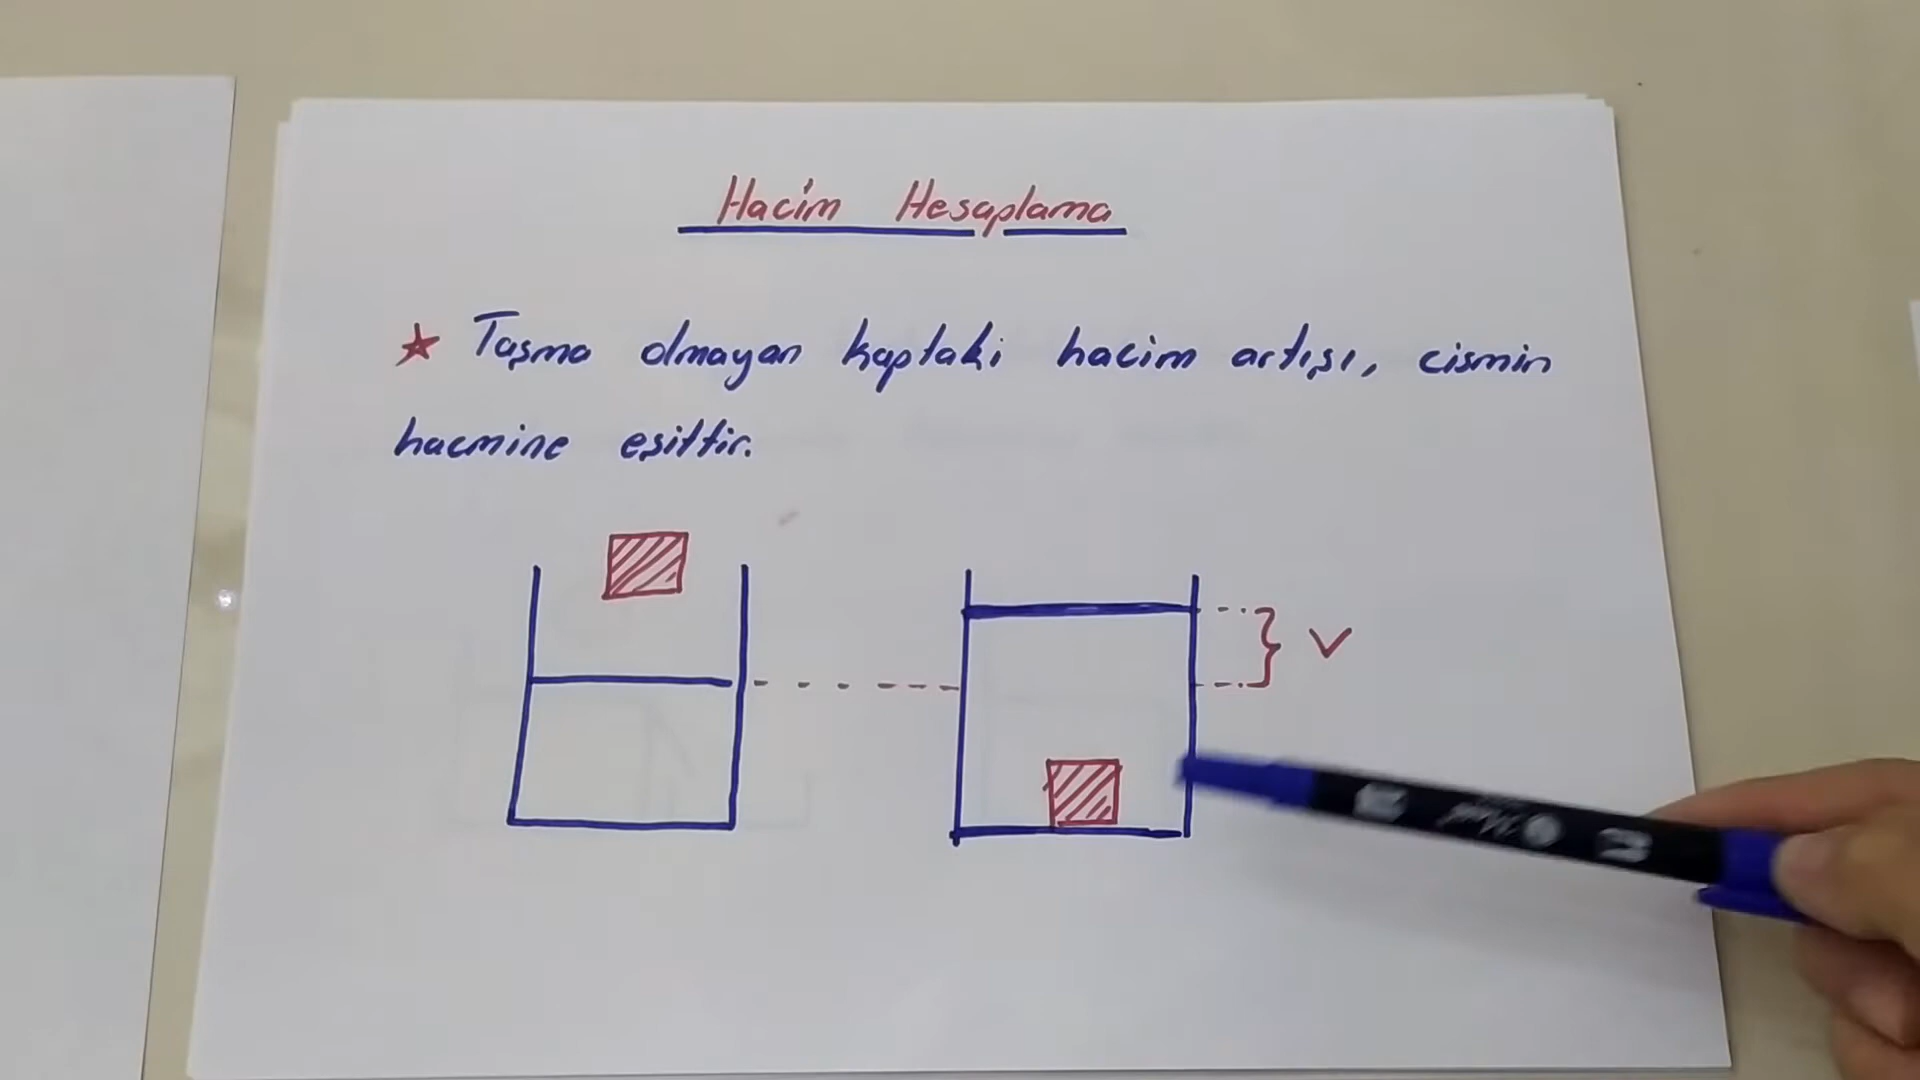 Hacim Hesaplama
★ Taşma olmayan kaptaki hacim artışı, cismin
hacmine eşittir.
V